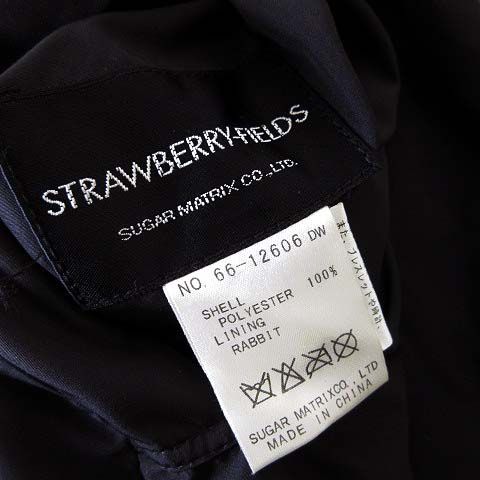 STRAWBERRY-FIELDS
SUGAR MATRIX CO.,LTD.
NO. 66-12606 DW
SHELL
POLYESTER 100%
LINING
RABBIT
SUGAR MATRIXCO. LTD
MADE IN CHINA